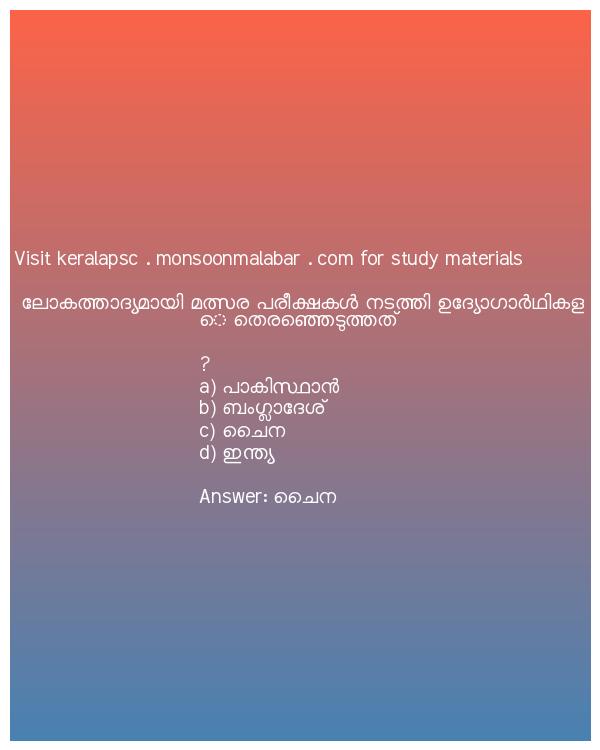 Visit keralapsc . monsoonmalabar . com for study materials
ലോകത്താദ്യമായി മത്സര പരീക്ഷകൾ നടത്തി ഉദ്യോഗാർഥികള
െ തെരഞ്ഞെടുത്തത്
?
a) പാകിസ്ഥാൻ
b) ബംഗ്ലാദേശ്
c) ചൈന
d) ഇന്ത്യ
Answer: ചൈന